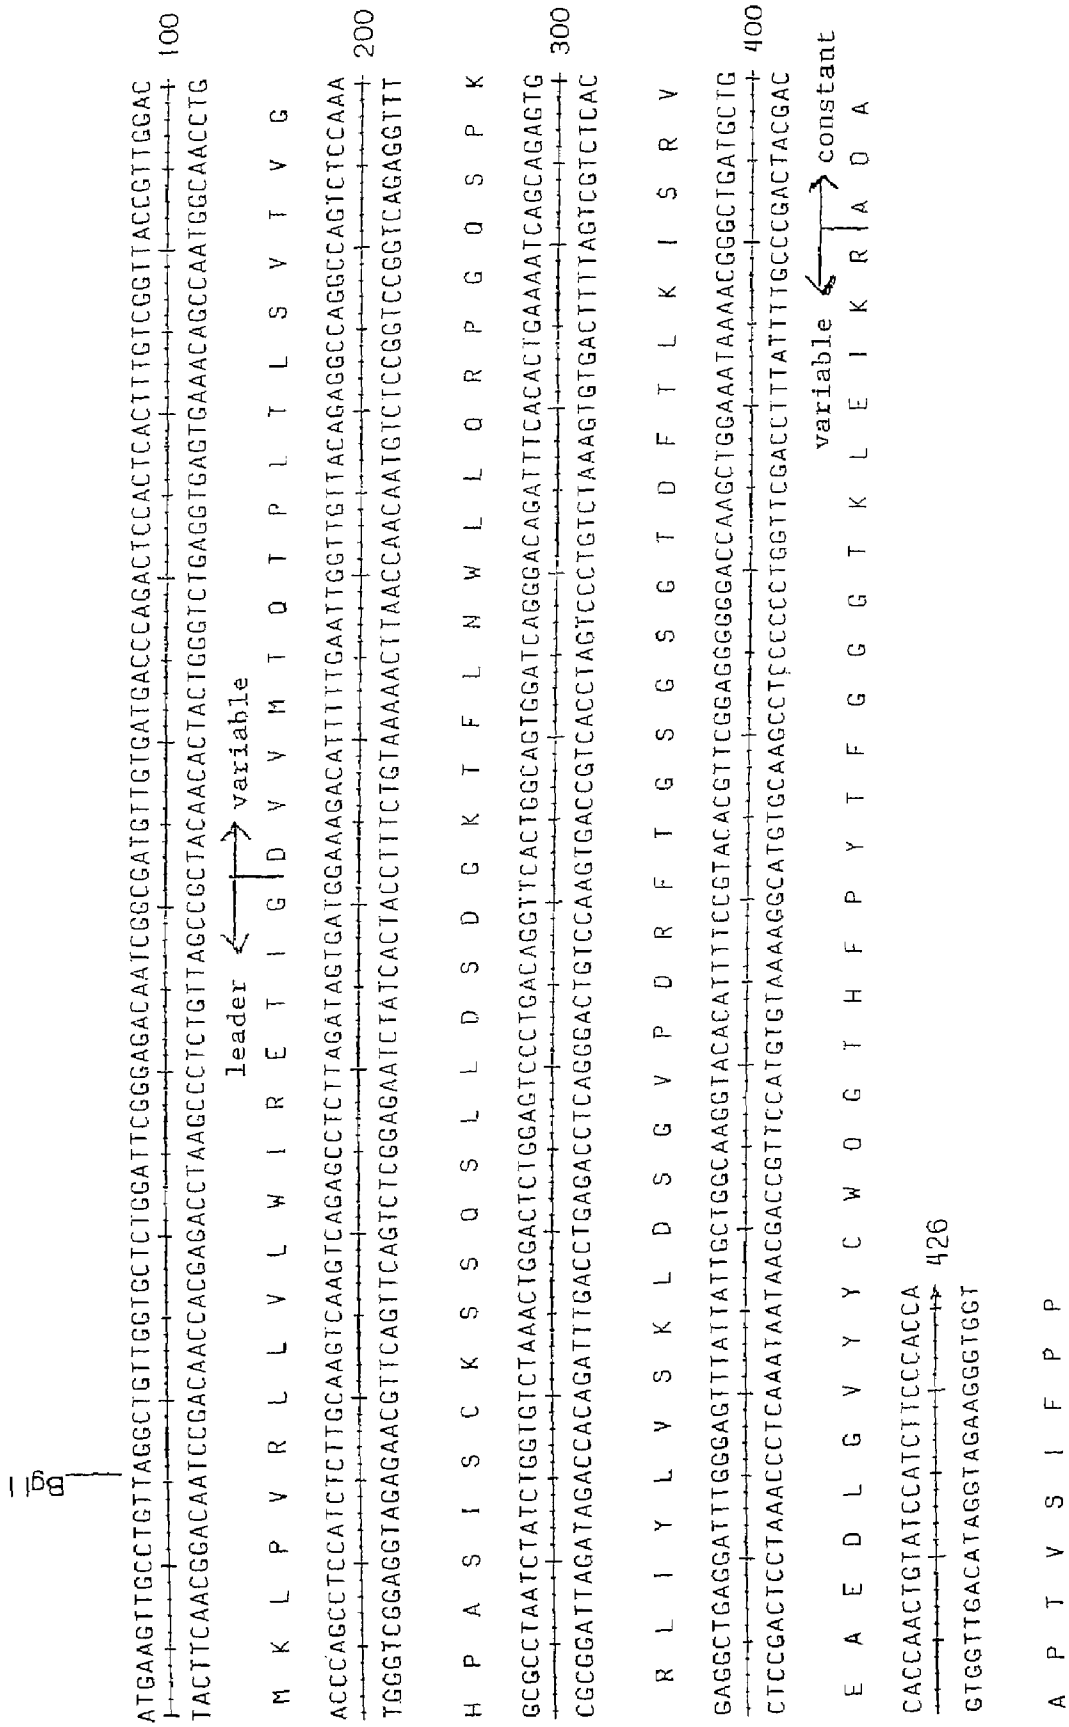 Bgl I
ATGAAGTTGCCTGTTAGGCTGTTGGTGCTCTGGATTCGGGAGACAATCGGCGATGTTGTGATGACCCAGACTCCACTCACTTTGTCGGTTACCGTTGGAC
100
TACTTCAACGGACAATCCGACAACCACGAGACCTAAGCCCTCTGTTAGCCGCTACAACACTACTGGGTCTGAGGTGAGTGAAACAGCCAATGGCAACCTG
leader variable
M K L P V R L L V L W I R E T I G D V V M T Q T P L T L S V T V G
ACCCAGCCTCCATCTCTTGCAAGTCAAGTCAGAGCCTCTTAGATAGTGATGGAAAGACATTTTTGAATTGGTTGTTACAGAGGCCAGGCCAGTCTCCAAA
200
TGGGTCGGAGGTAGAGAACGTTCAGTTCAGTCTCGGAGAATCTATCACTACCTTTCTGTAAAAACTTAACCAACAATGTCTCCGGTCCGGTCAGAGGTTT
H P A S I S C K S S Q S L L D S D G K T F L N W L L Q R P G Q S P K
GCGCCTAATCTATCTGGTGTCTAAACTGGACTCTGGAGTCCCTGACAGGTTCACTGGCAGTGGATCAGGGACAGATTTCACACTGAAAATCAGCAGAGTG
300
CGCGGATTAGATAGACCACAGATTTGACCTGAGACCTCAGGGACTGTCCAAGTGACCGTCACCTAGTCCCTGTCTAAAGTGTGACTTTTAGTCGTCTCAC
R L I Y L V S K L D S G V P D R F T G S G S G T D F T L K I S R V
GAGGCTGAGGATTTGGGAGTTTATTATTGCTGGCAAGGTACACATTTTCCGTACACGTTCGGAGGGGGGACCAAGCTGGAAATAAAACGGGCTGATGCTG
400
CTCCGACTCCTAAACCCTCAAATAATAACGACCGTTCCATGTGTAAAAGGCATGTGCAAGCCTCCCCCCTGGTTCGACCTTTATTTTGCCCGACTACGAC
variable constant
E A E D L G V Y Y C W Q G T H F P Y T F G G G T K L E I K R A D A
CACCAACTGTATCCATCTTCCCACCA
426
GTGGTTGACATAGGTAGAAGGGTGGT
A P T V S I F P P